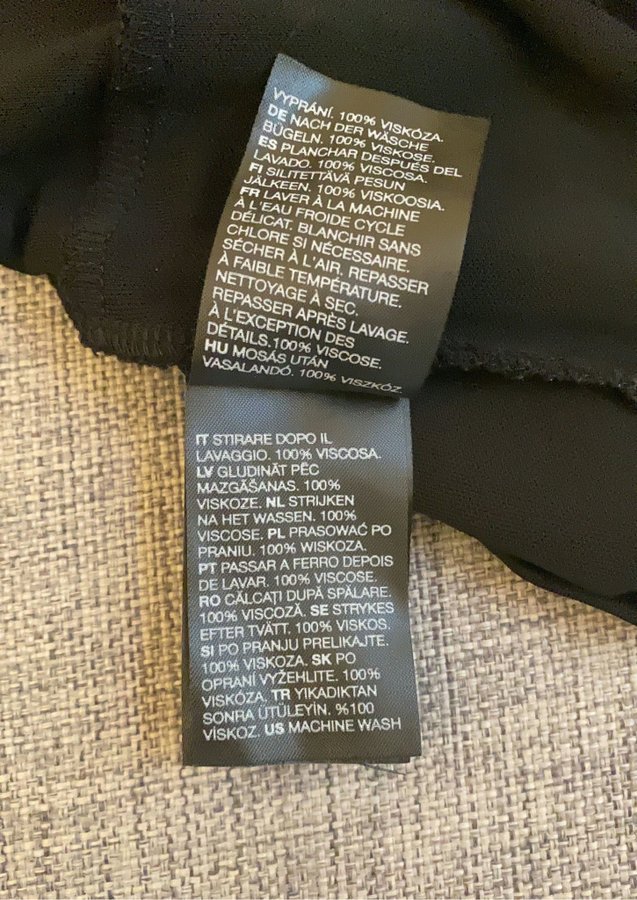 VYPRÁNÍ. 100% VISKÓZA.
DE NACH DER WÄSCHE
BÜGELN. 100% VISKOSE.
ES PLANCHAR DESPUÉS DEL
LAVADO. 100% VISCOSA.
FI SILITETTÄVÄ PESUN
JÄLKEEN. 100% VISKOOSIA.
FR LAVER À LA MACHINE
À L'EAU FROIDE CYCLE
DÉLICAT. BLANCHIR SANS
CHLORE SI NÉCESSAIRE.
SÉCHER À L'AIR. REPASSER
À FAIBLE TEMPÉRATURE.
NETTOYAGE À SEC.
REPASSER APRÈS LAVAGE.
À L'EXCEPTION DES
DÉTAILS.100% VISCOSE.
HU MOSÁS UTÁN
VASALANDÓ. 100% VISZKÓZ
IT STIRARE DOPO IL
LAVAGGIO. 100% VISCOSA.
LV GLUDINĀT PĒC
MAZGĀŠANAS. 100%
VISKOZE. NL STRIJKEN
NA HET WASSEN. 100%
VISCOSE. PL PRASOWAĆ PO
PRANIU. 100% WISKOZA.
PT PASSAR A FERRO DEPOIS
DE LAVAR. 100% VISCOSE.
RO CĂLCAȚI DUPĂ SPĂLARE.
100% VISCOZĂ. SE STRYKES
EFTER TVÄTT. 100% VISKOS.
SI PO PRANJU PRELIKAJTE.
100% VISKOZA. SK PO
OPRANÍ VYŽEHLITE. 100%
VISKÓZA. TR YIKADIKTAN
SONRA ÜTÜLEYİN. %100
VİSKOZ. US MACHINE WASH